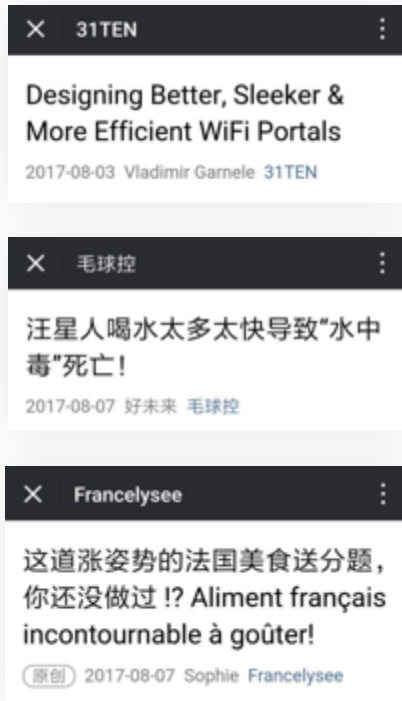 31TEN
Designing Better, Sleeker &
More Efficient WiFi Portals
2017-08-03 Vladimir Garnele 31TEN
毛球控
汪星人喝水太多太快导致“水中
毒”死亡！
2017-08-07 好未来 毛球控
Francelysee
这道涨姿势的法国美食送分题，
你还没做过 !? Aliment français
incontournable à goûter!
原创 2017-08-07 Sophie Francelysee